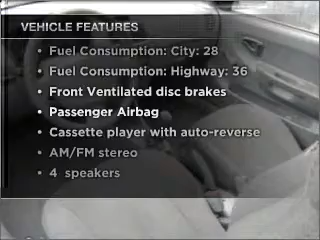 VEHICLE FEATURES
• Fuel Consumption: City: 28
• Fuel Consumption: Highway: 36
• Front Ventilated disc brakes
• Passenger Airbag
• Cassette player with auto-reverse
• AM/FM stereo
• 4 speakers